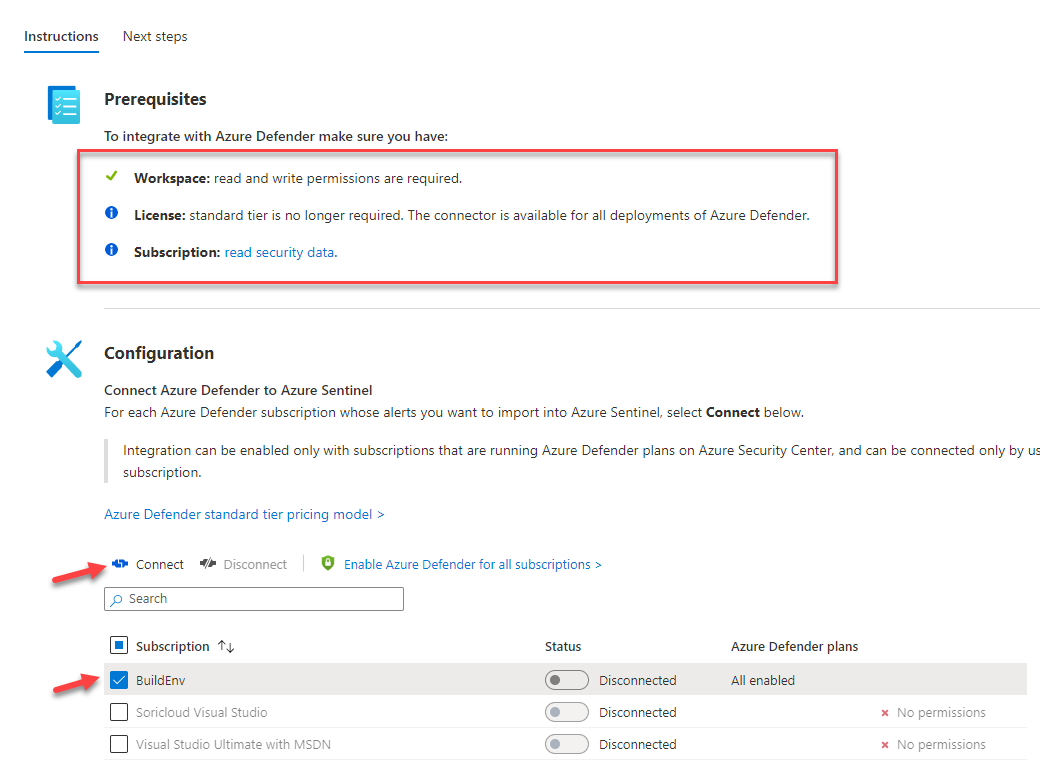 Instructions Next steps
Prerequisites
To integrate with Azure Defender make sure you have:
Workspace: read and write permissions are required.
License: standard tier is no longer required. The connector is available for all deployments of Azure Defender.
Subscription: read security data.
Configuration
Connect Azure Defender to Azure Sentinel
For each Azure Defender subscription whose alerts you want to import into Azure Sentinel, select Connect below.
Integration can be enabled only with subscriptions that are running Azure Defender plans on Azure Security Center, and can be connected only by us
subscription.
Azure Defender standard tier pricing model >
Connect Disconnect Enable Azure Defender for all subscriptions >
Search
Subscription ↑↓ Status Azure Defender plans
BuildEnv Disconnected All enabled
Soricloud Visual Studio Disconnected No permissions
Visual Studio Ultimate with MSDN Disconnected No permissions